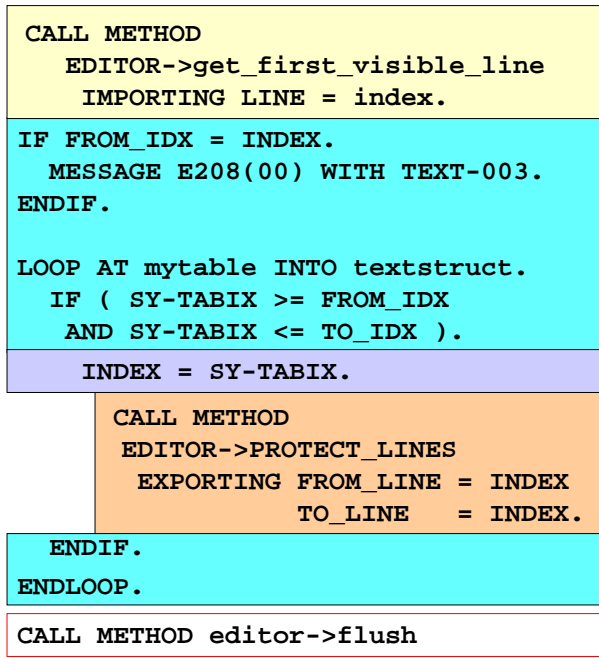 CALL METHOD
EDITOR->get_first_visible_line
IMPORTING LINE = index.
IF FROM_IDX = INDEX.
MESSAGE E208(00) WITH TEXT-003.
ENDIF.
LOOP AT mytable INTO textstruct.
IF ( SY-TABIX >= FROM_IDX
AND SY-TABIX <= TO_IDX ).
INDEX = SY-TABIX.
CALL METHOD
EDITOR->PROTECT_LINES
EXPORTING FROM_LINE = INDEX
TO_LINE = INDEX.
ENDIF.
ENDLOOP.
CALL METHOD editor->flush